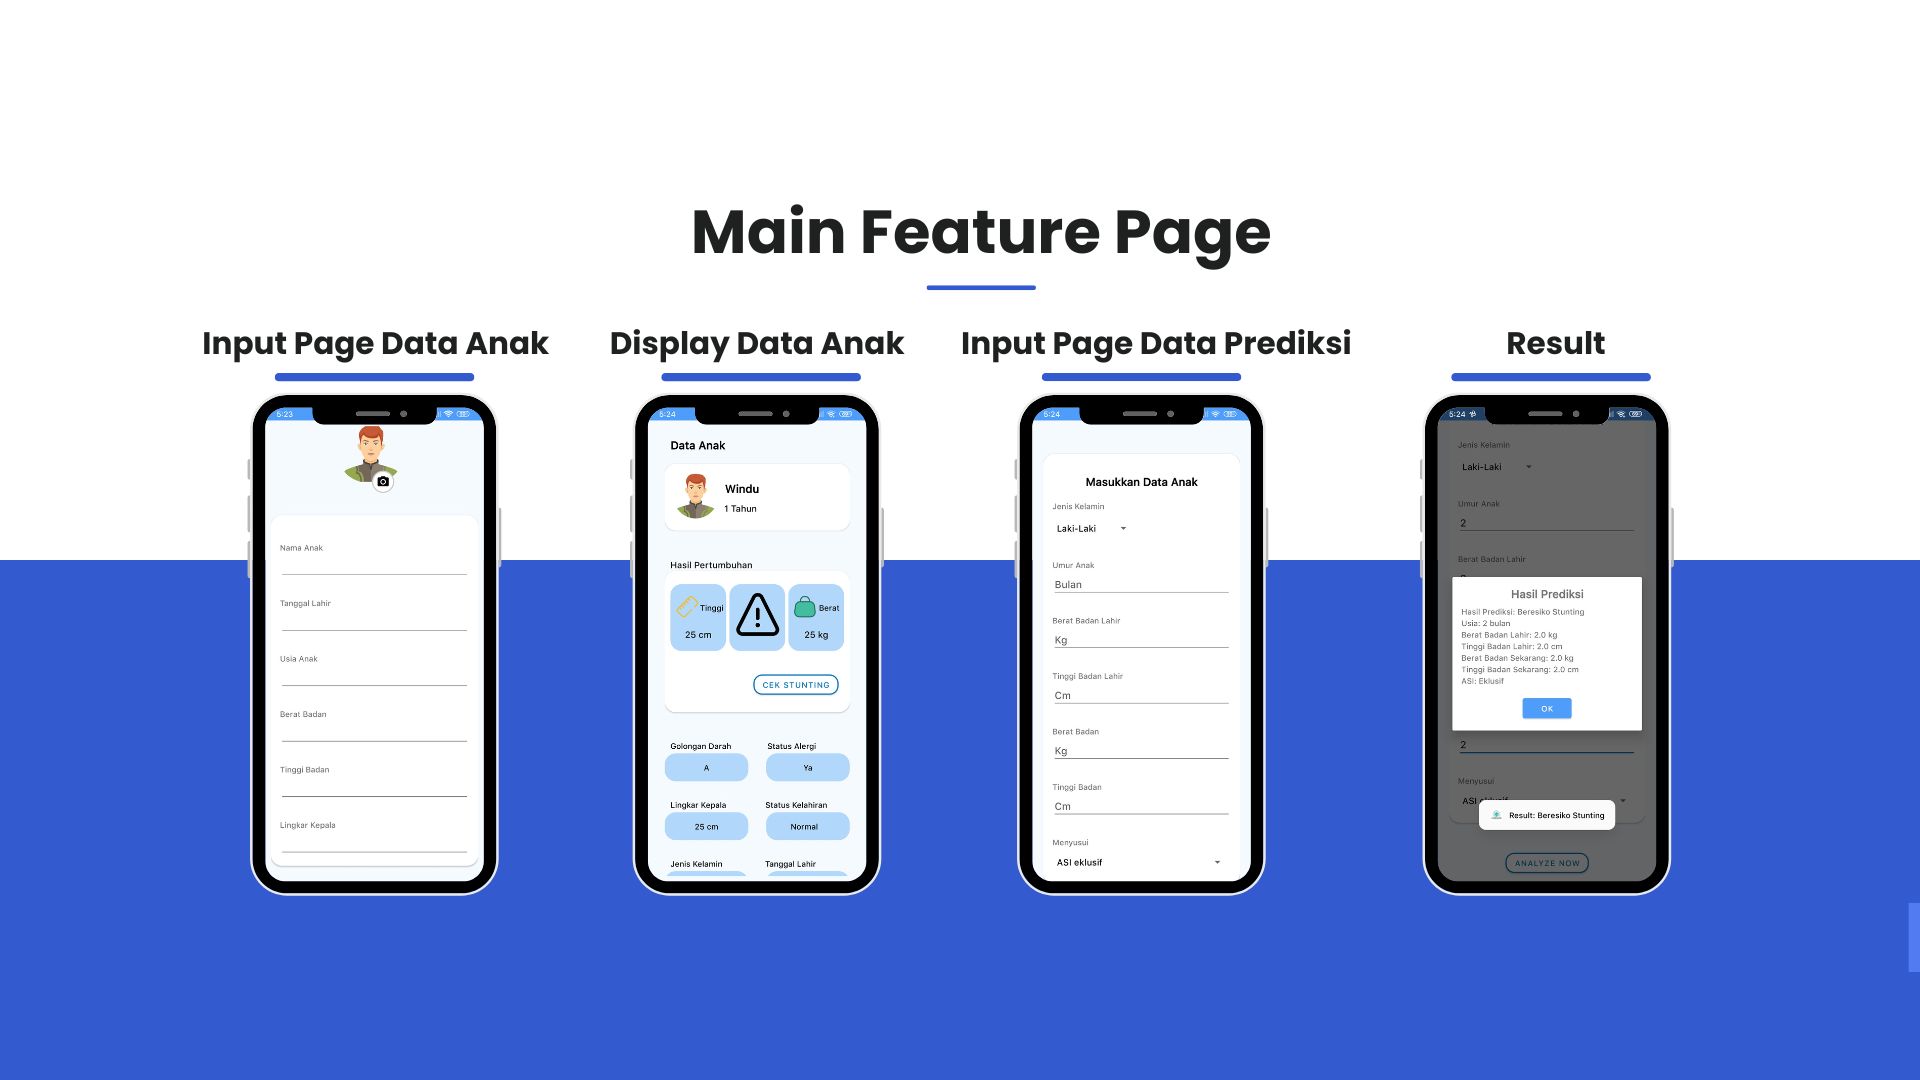 Main Feature Page
Input Page Data Anak
Display Data Anak
Input Page Data Prediksi
Result
5:23
Nama Anak
Tanggal Lahir
Usia Anak
Berat Badan
Tinggi Badan
Lingkar Kepala
5:24
Data Anak
Windu
1 Tahun
Hasil Pertumbuhan
Tinggi
25 cm
Berat
25 kg
CEK STUNTING
Golongan Darah
Status Alergi
A
Ya
Lingkar Kepala
Status Kelahiran
25 cm
Normal
Jenis Kelamin
Tanggal Lahir
5:24
Masukkan Data Anak
Jenis Kelamin
Laki-Laki
Umur Anak
Bulan
Berat Badan Lahir
Kg
Tinggi Badan Lahir
Cm
Berat Badan
Kg
Tinggi Badan
Cm
Menyusui
ASI eklusif
5:24
Jenis Kelamin
Laki-Laki
Umur Anak
2
Berat Badan Lahir
Hasil Prediksi
Hasil Prediksi: Beresiko Stunting
Usia: 2 bulan
Berat Badan Lahir: 2.0 kg
Tinggi Badan Lahir: 2.0 cm
Berat Badan Sekarang: 2.0 kg
Tinggi Badan Sekarang: 2.0 cm
ASI: Eklusif
OK
2
Menyusui
ASI eklusif
Result: Beresiko Stunting
ANALYZE NOW